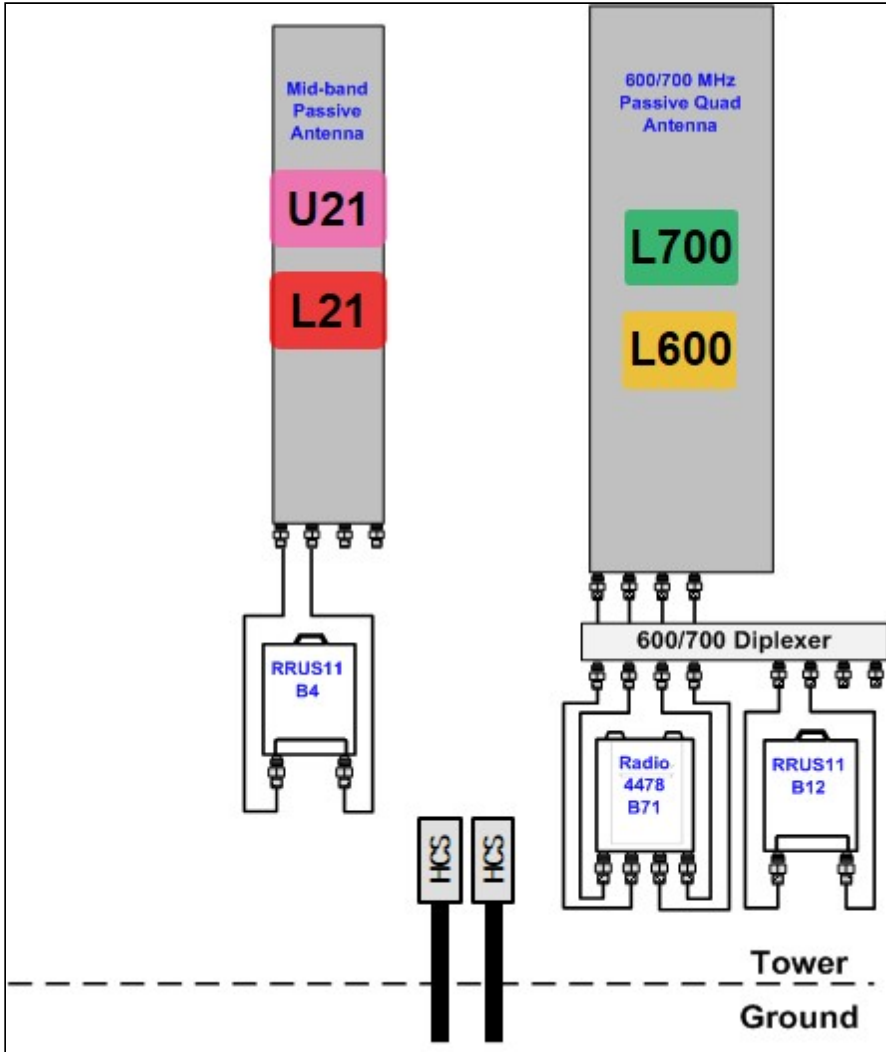 Mid-band
Passive
Antenna
U21
L21
600/700 MHz
Passive Quad
Antenna
L700
L600
600/700 Diplexer
RRUS11
B4
Radio
4478
B71
RRUS11
B12
HCS
HCS
Tower
Ground